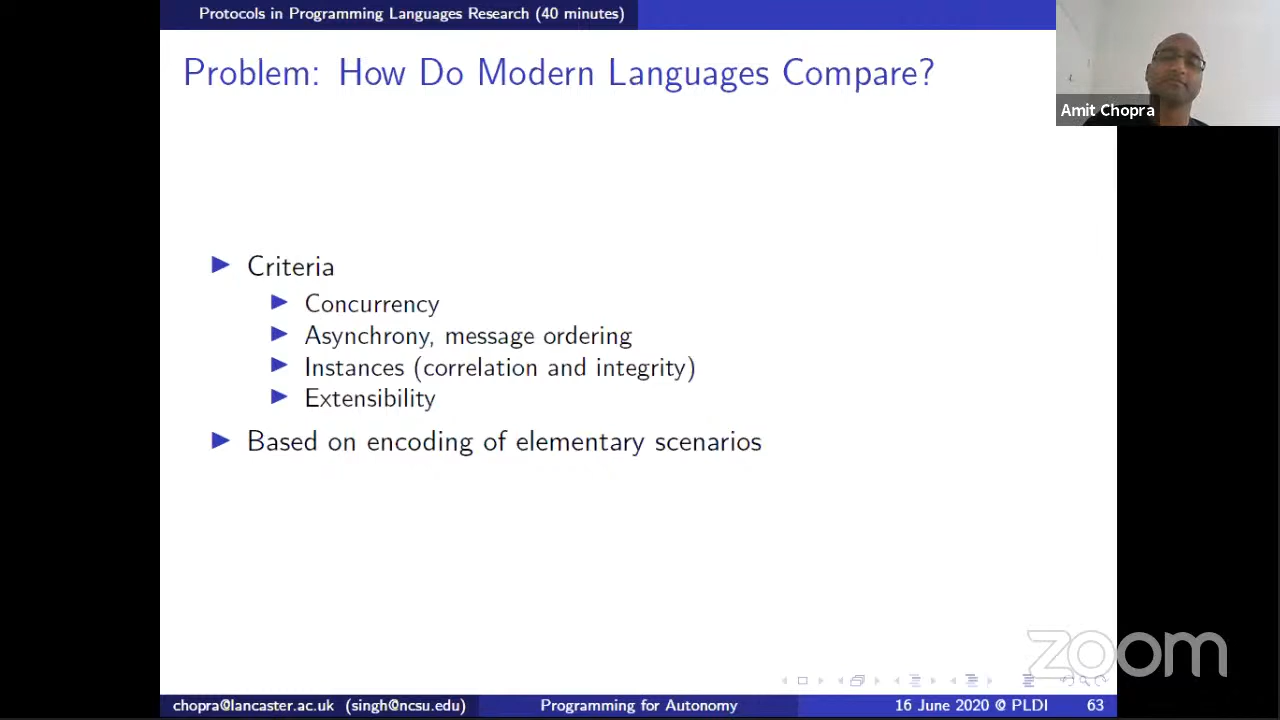 Protocols in Programming Languages Research (40 minutes)
Problem: How Do Modern Languages Compare?
Amit Chopra
Criteria
Concurrency
Asynchrony, message ordering
Instances (correlation and integrity)
Extensibility
Based on encoding of elementary scenarios
zoom
chopra@lancaster.ac.uk (singh@ncsu.edu) Programming for Autonomy 16 June 2020 @ PLDI 63